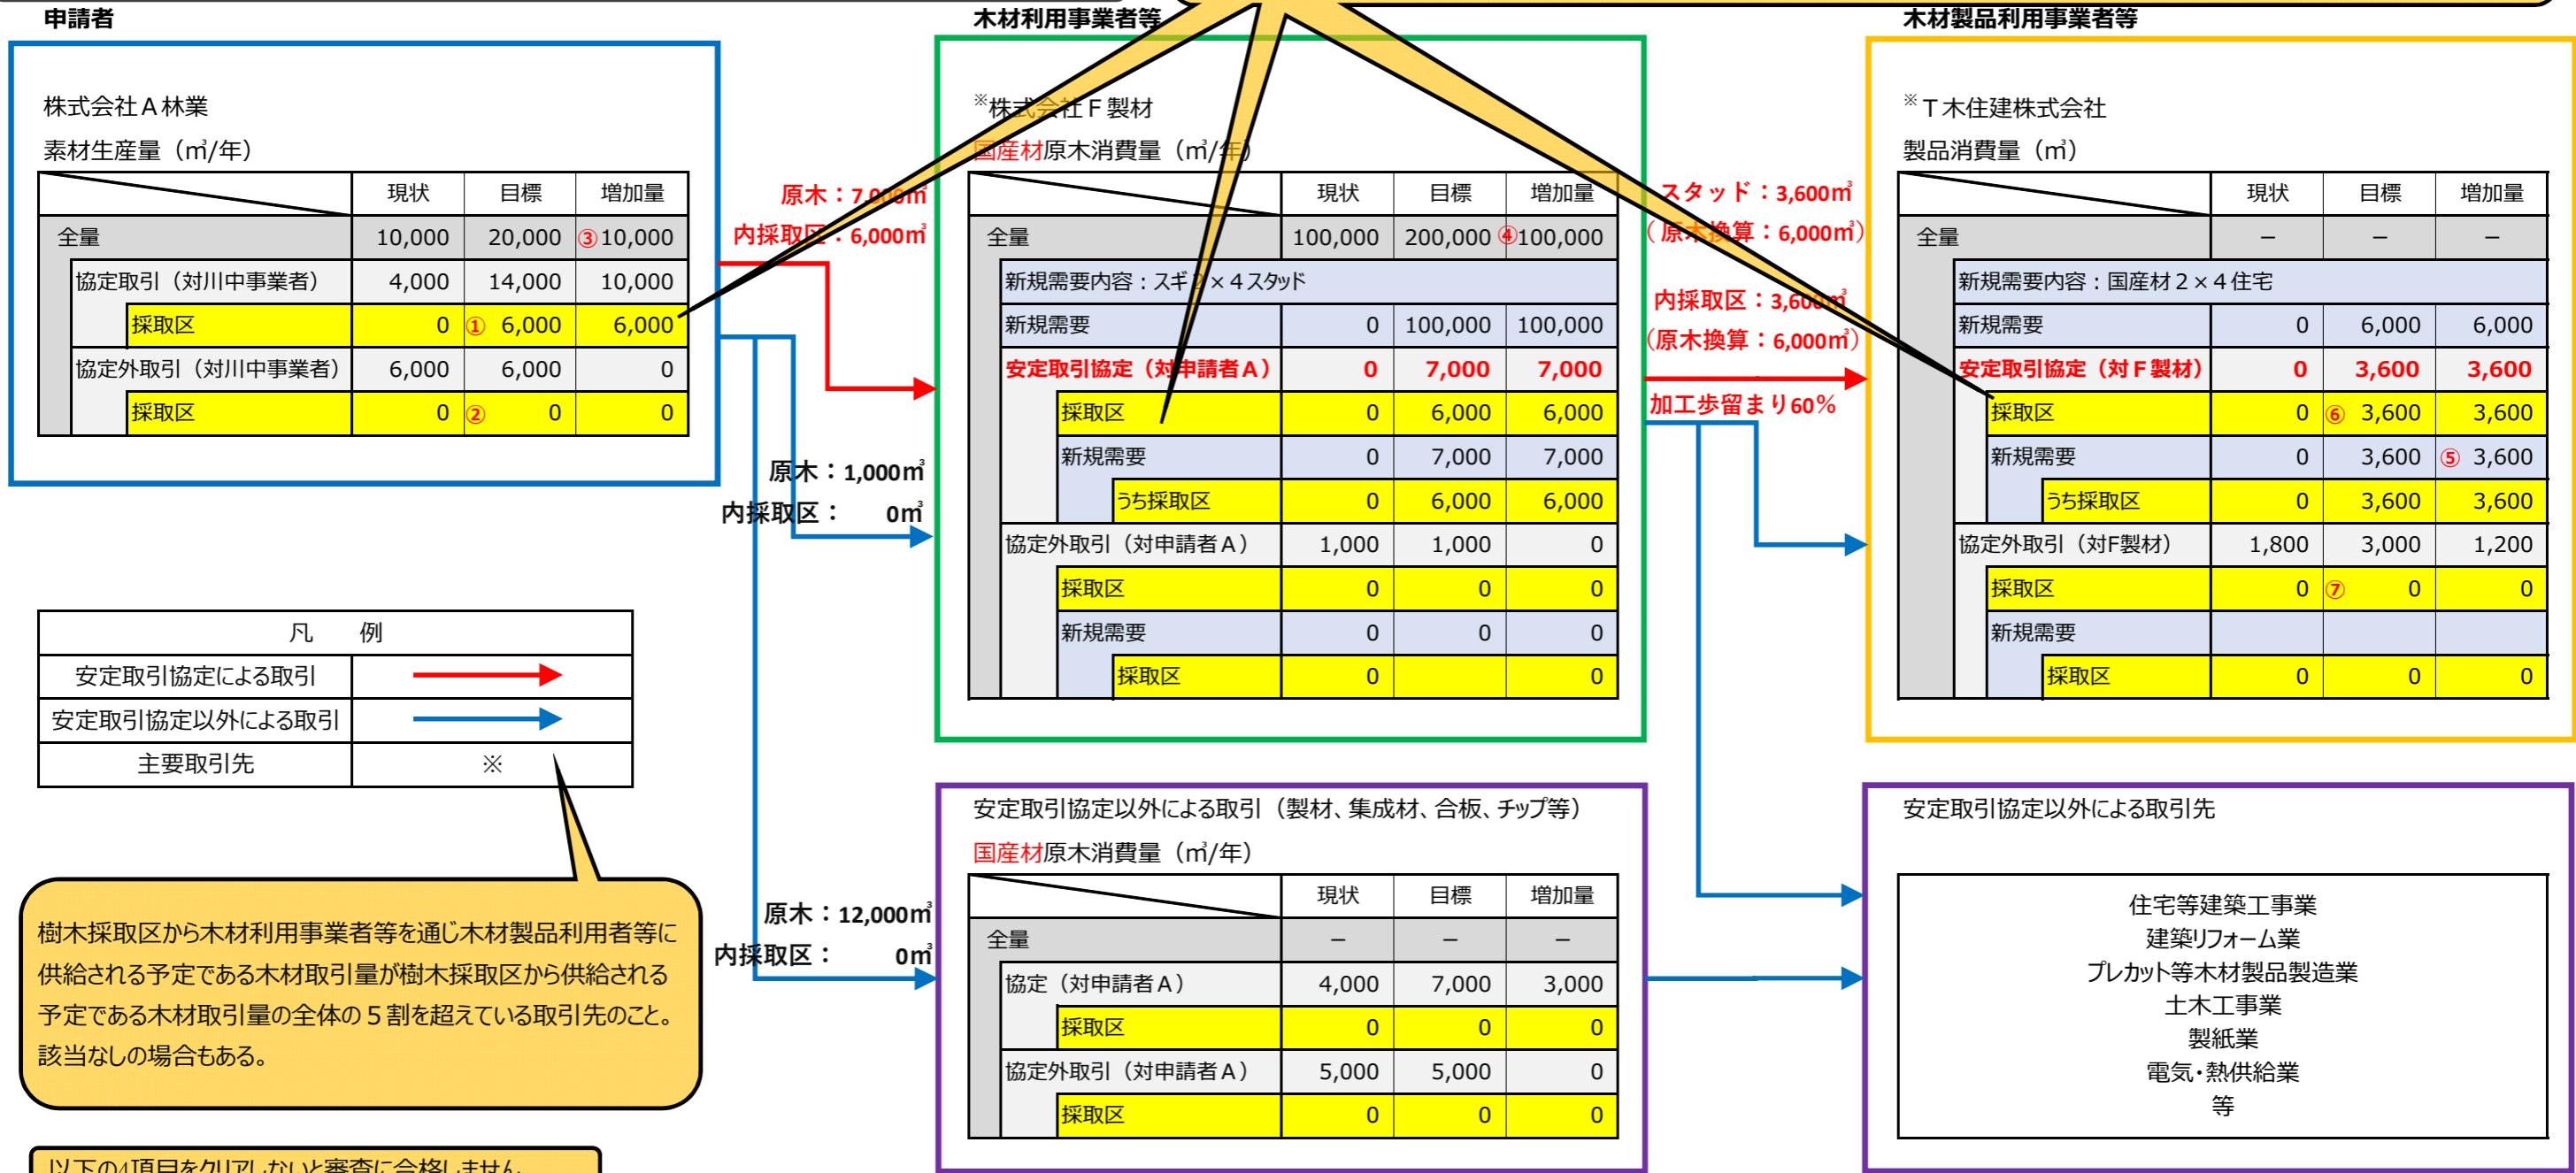 申請者
株式会社Ａ林業
素材生産量（㎥/年）
現状 目標 増加量
全量 10,000 20,000 ③10,000
協定取引（対川中事業者） 4,000 14,000 10,000
採取区 0 ① 6,000 6,000
協定外取引（対川中事業者） 6,000 6,000 0
採取区 0 ② 0 0
原木：7,000㎥
内採取区：6,000㎥
原木：1,000㎥
内採取区： 0㎥
原木：12,000㎥
内採取区： 0㎥
凡 例
安定取引協定による取引
安定取引協定以外による取引
主要取引先 ※
樹木採取区から木材利用事業者等を通じ木材製品利用者等に
供給される予定である木材取引量が樹木採取区から供給される
予定である木材取引量の全体の５割を超えている取引先のこと。
該当なしの場合もある。
以下の4項目をクリアしないと審査に合格しません
木材利用事業者等
※株式会社Ｆ製材
国産材原木消費量（㎥/年）
現状 目標 増加量
全量 100,000 200,000 ④100,000
新規需要内容：スギ２×４スタッド
新規需要 0 100,000 100,000
安定取引協定（対申請者Ａ） 0 7,000 7,000
採取区 0 6,000 6,000
新規需要 0 7,000 7,000
うち採取区 0 6,000 6,000
協定外取引（対申請者Ａ） 1,000 1,000 0
採取区 0 0 0
新規需要 0 0 0
採取区 0 0
安定取引協定以外による取引（製材、集成材、合板、チップ等）
国産材原木消費量（㎥/年）
現状 目標 増加量
全量 － － －
協定（対申請者Ａ） 4,000 7,000 3,000
採取区 0 0 0
協定外取引（対申請者Ａ） 5,000 5,000 0
採取区 0 0 0
スタッド：3,600㎥
（原木換算：6,000㎥）
内採取区：3,600㎥
（原木換算：6,000㎥）
加工歩留まり60％
木材製品利用事業者等
※Ｔ木住建株式会社
製品消費量（㎥）
現状 目標 増加量
全量 － － －
新規需要内容：国産材２×４住宅
新規需要 0 6,000 6,000
安定取引協定（対Ｆ製材） 0 3,600 3,600
採取区 0 ⑥ 3,600 3,600
新規需要 0 3,600 ⑤ 3,600
うち採取区 0 3,600 3,600
協定外取引（対F製材） 1,800 3,000 1,200
採取区 0 ⑦ 0 0
新規需要
採取区 0 0 0
安定取引協定以外による取引先
住宅等建築工事業
建築リフォーム業
プレカット等木材製品製造業
土木工事業
製紙業
電気・熱供給業
等